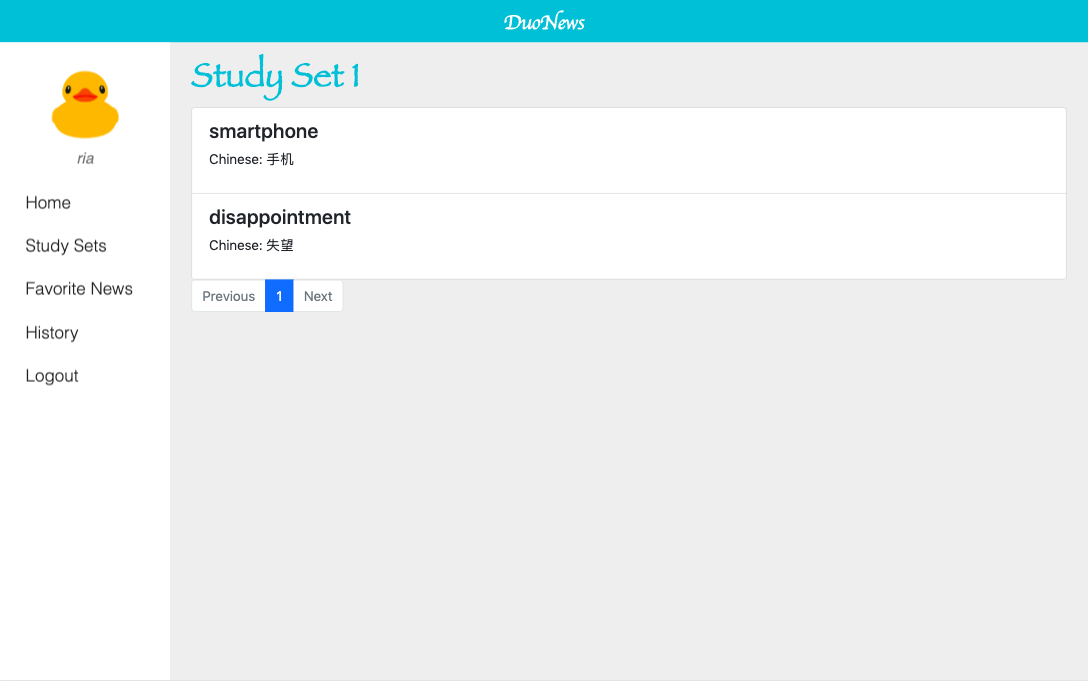 DuoNews
ria
Home
Study Sets
Favorite News
History
Logout
Study Set 1
smartphone
Chinese: 手机
disappointment
Chinese: 失望
Previous 1 Next